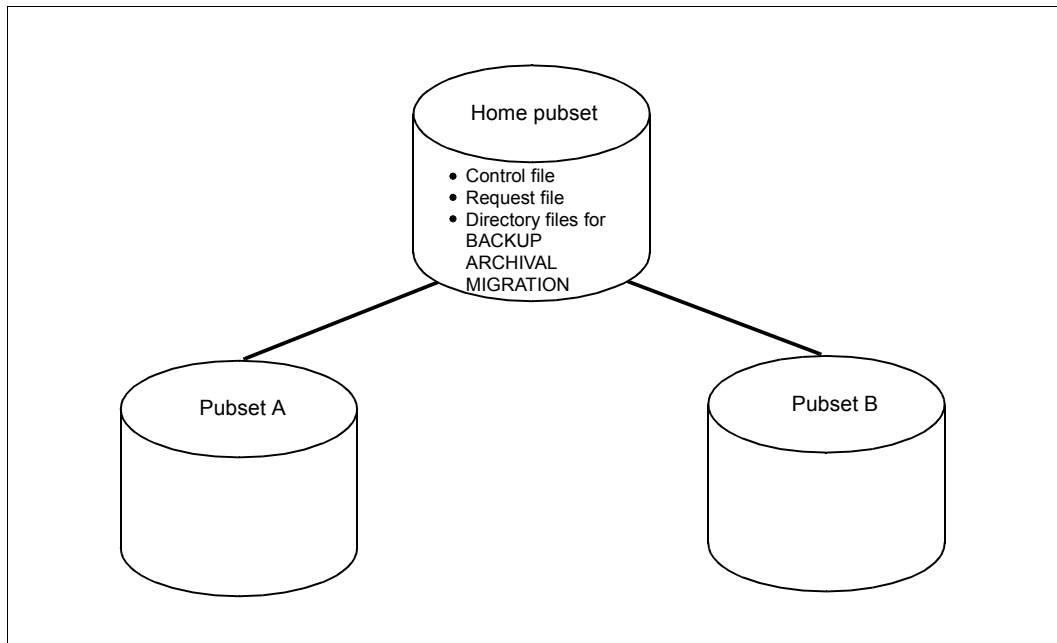 Home pubset
• Control file
• Request file
• Directory files for
BACKUP
ARCHIVAL
MIGRATION
Pubset A
Pubset B